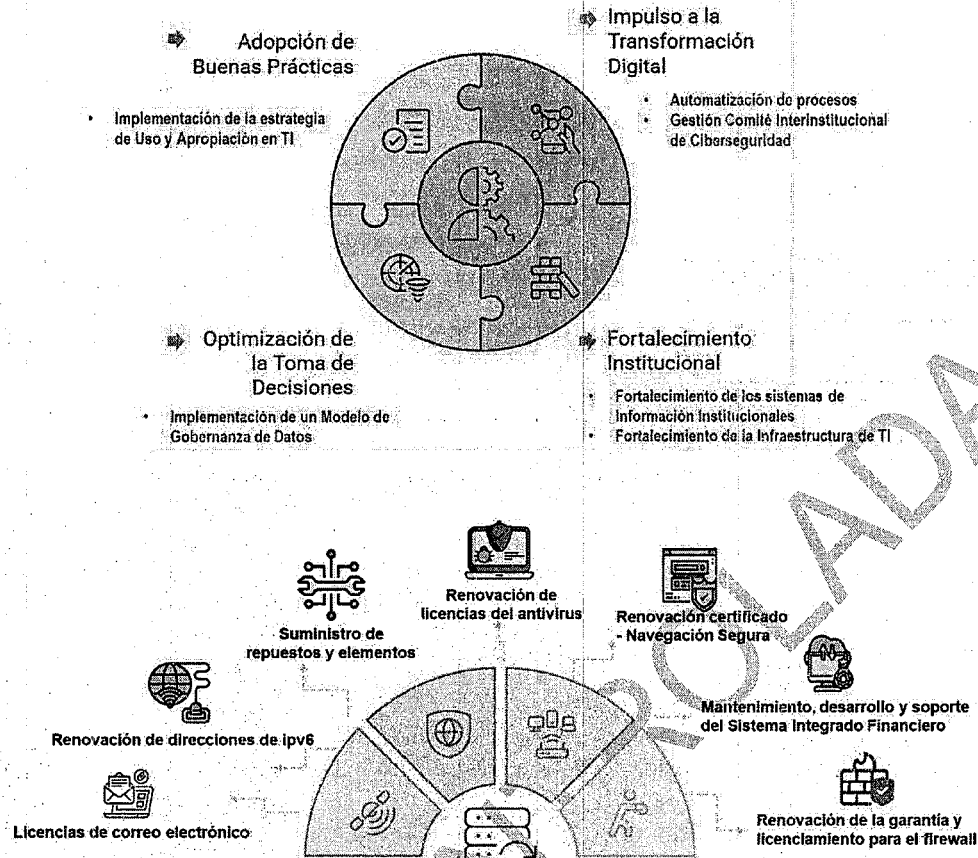 Adopción de
Buenas Prácticas
• Implementación de la estrategia
de Uso y Apropiación en TI
Impulso a la
Transformación
Digital
• Automatización de procesos
• Gestión Comité Interinstitucional
de Ciberseguridad
Optimización de
la Toma de
Decisiones
• Implementación de un Modelo de
Gobernanza de Datos
Fortalecimiento
Institucional
• Fortalecimiento de los sistemas de
Información Institucionales
• Fortalecimiento de la Infraestructura de TI
Renovación de
licencias del antivirus
Suministro de
repuestos y elementos
Renovación certificado
- Navegación Segura
Renovación de direcciones de ipv6
Mantenimiento, desarrollo y soporte
del Sistema Integrado Financiero
Licencias de correo electrónico
Renovación de la garantía y
licenciamiento para el firewall
ROLADA